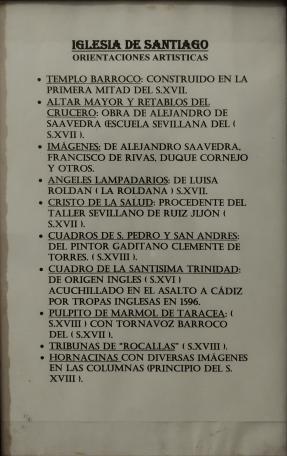 IGLESIA DE SANTIAGO
ORIENTACIONES ARTISTICAS
• TEMPLO BARROCO: CONSTRUIDO EN LA
PRIMERA MITAD DEL S.XVII.
• ALTAR MAYOR Y RETABLOS DEL
CRUCERO: OBRA DE ALEJANDRO DE
SAAVEDRA (ESCUELA SEVILLANA DEL (
S.XVII ).
• IMÁGENES: DE ALEJANDRO SAAVEDRA,
FRANCISCO DE RIVAS, DUQUE CORNEJO
Y OTROS.
• ANGELES LAMPADARIOS: DE LUISA
ROLDAN ( LA ROLDANA ) S.XVII.
• CRISTO DE LA SALUD: PROCEDENTE DEL
TALLER SEVILLANO DE RUIZ JIJÓN (
S.XVII ).
• CUADROS DE S. PEDRO Y SAN ANDRES:
DEL PINTOR GADITANO CLEMENTE DE
TORRES. ( S.XVIII ).
• CUADRO DE LA SANTISIMA TRINIDAD:
DE ORIGEN INGLES ( S.XVI )
ACUCHILLADO EN EL ASALTO A CÁDIZ
POR TROPAS INGLESAS EN 1596.
• PULPITO DE MARMOL DE TARACEA: (
S.XVIII ) CON TORNAVOZ BARROCO
DEL ( S.XVII ).
• TRIBUNAS DE "ROCALLAS" ( S.XVIII ).
• HORNACINAS CON DIVERSAS IMÁGENES
EN LAS COLUMNAS (PRINCIPIO DEL S.
XVIII ).